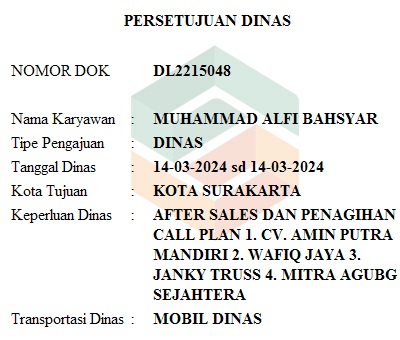 PERSETUJUAN DINAS
NOMOR DOK DL2215048
Nama Karyawan : MUHAMMAD ALFI BAHSYAR
Tipe Pengajuan : DINAS
Tanggal Dinas : 14-03-2024 sd 14-03-2024
Kota Tujuan : KOTA SURAKARTA
Keperluan Dinas : AFTER SALES DAN PENAGIHAN
CALL PLAN 1. CV. AMIN PUTRA
MANDIRI 2. WAFIQ JAYA 3.
JANKY TRUSS 4. MITRA AGUBG
SEJAHTERA
Transportasi Dinas : MOBIL DINAS